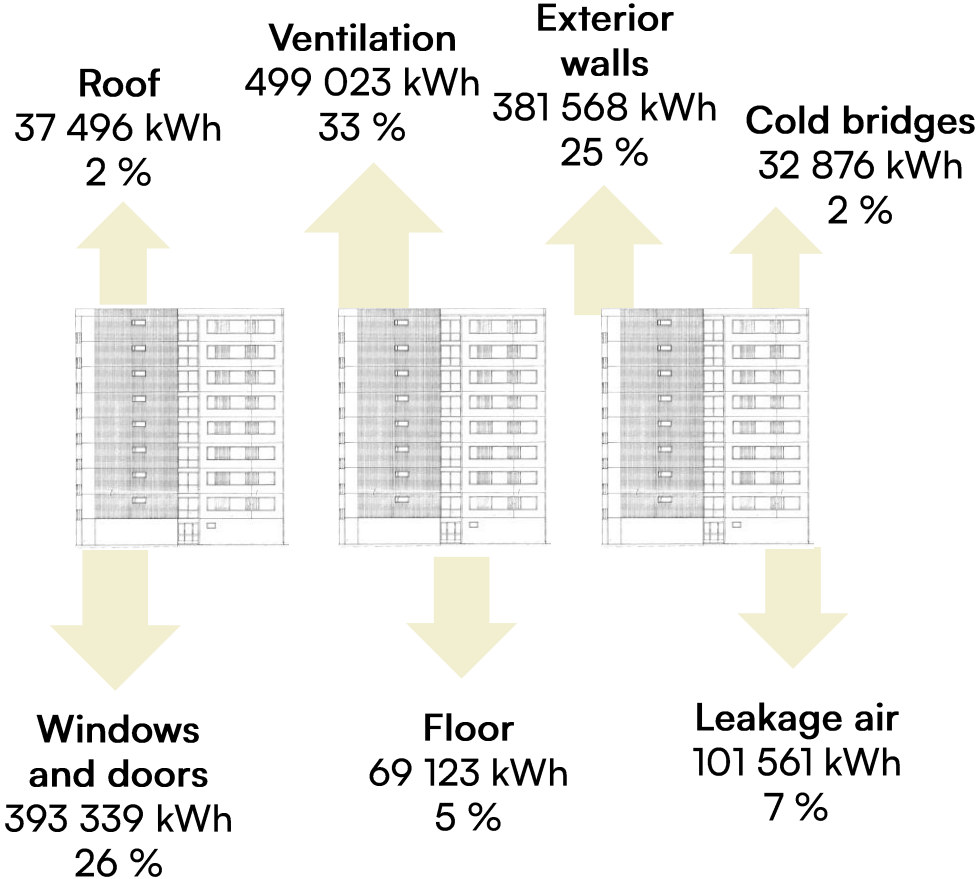 Roof
37 496 kWh
2 %
Ventilation
499 023 kWh
33 %
Exterior
walls
381 568 kWh
25 %
Cold bridges
32 876 kWh
2 %
Windows
and doors
393 339 kWh
26 %
Floor
69 123 kWh
5 %
Leakage air
101 561 kWh
7 %